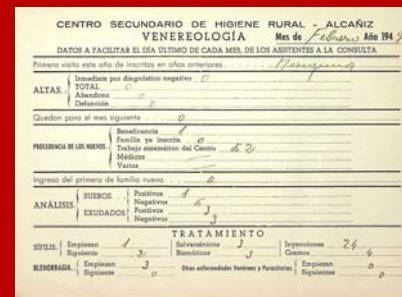 CENTRO SECUNDARIO DE HIGIENE RURAL - ALCAÑIZ
VENEREOLOGÍA Mes de Febrero Año 194
DATOS A FACILITAR EL DÍA ÚLTIMO DE CADA MES, DE LOS ASISTENTES A LA CONSULTA
Primera visita este año de inscritos en años anteriores Ninguna
ALTAS.
Inmediata por diagnóstico negativo 0
TOTAL 0
Abandono 0
Defunción 0
Quedan para el mes siguiente 0
PROCEDENCIA DE LOS NUEVOS.
Beneficencia 1
Familia ya inscrita 0
Trabajo sistemático del Centro 52
Médicos
Varios
Ingreso del primero de familia nueva. 0
ANÁLISIS.
SUEROS. Positivos 1
Negativos
EXUDADOS Positivos 3
Negativos 3
TRATAMIENTO
SÍFILIS. Empiezan 1 Salvarsánicos 3 Inyecciones 24
Siguiente 2 Bismúticos 3 Gramos 4
BLENORRAGIA. Empiezan 3 Otras enfermedades Venéreas y Parasitarias. Empiezan 0
Siguiente 0 Siguientes 0